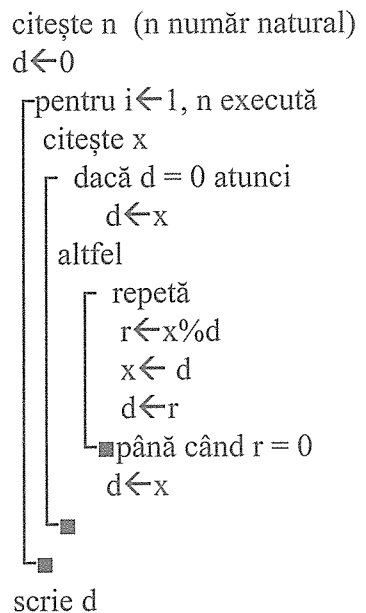 citește n (n număr natural)
d←0
pentru i←1, n execută
citește x
dacă d = 0 atunci
d←x
altfel
repetă
r←x%d
x← d
d←r
până când r = 0
d←x
scrie d